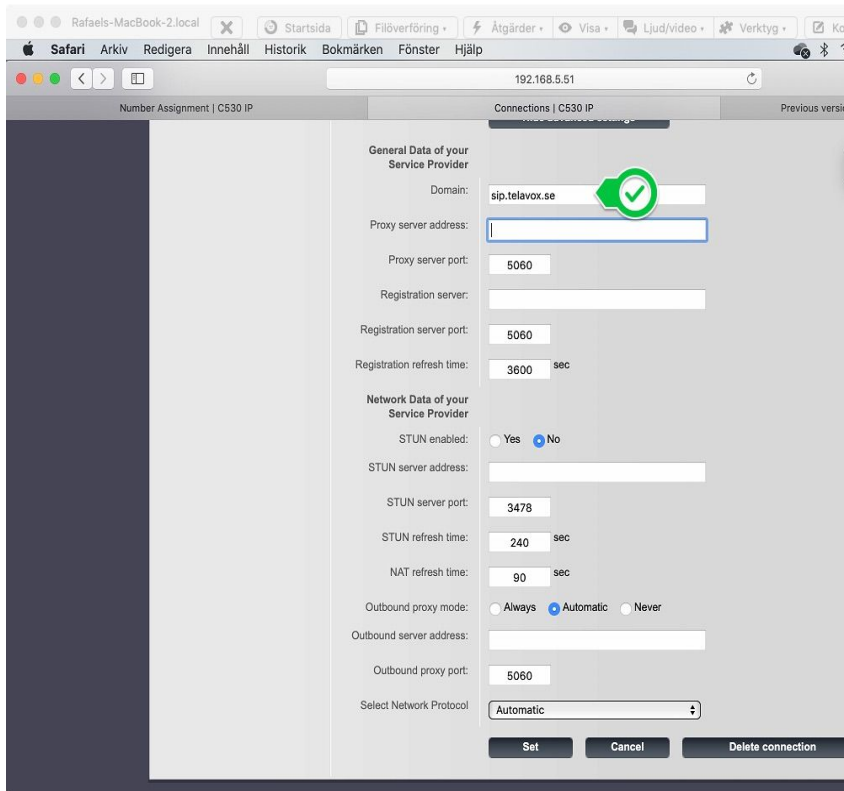 Rafaels-MacBook-2.local Startsida Filöverföring Åtgärder Visa Ljud/video Verktyg
Safari Arkiv Redigera Innehåll Historik Bokmärken Fönster Hjälp
192.168.5.51
Number Assignment | C530 IP Connections | C530 IP Previous versi
General Data of your
Service Provider
Domain: sip.telavox.se
Proxy server address:
Proxy server port: 5060
Registration server:
Registration server port: 5060
Registration refresh time: 3600 sec
Network Data of your
Service Provider
STUN enabled: Yes No
STUN server address:
STUN server port: 3478
STUN refresh time: 240 sec
NAT refresh time: 90 sec
Outbound proxy mode: Always Automatic Never
Outbound server address:
Outbound proxy port: 5060
Select Network Protocol Automatic
Set Cancel Delete connection